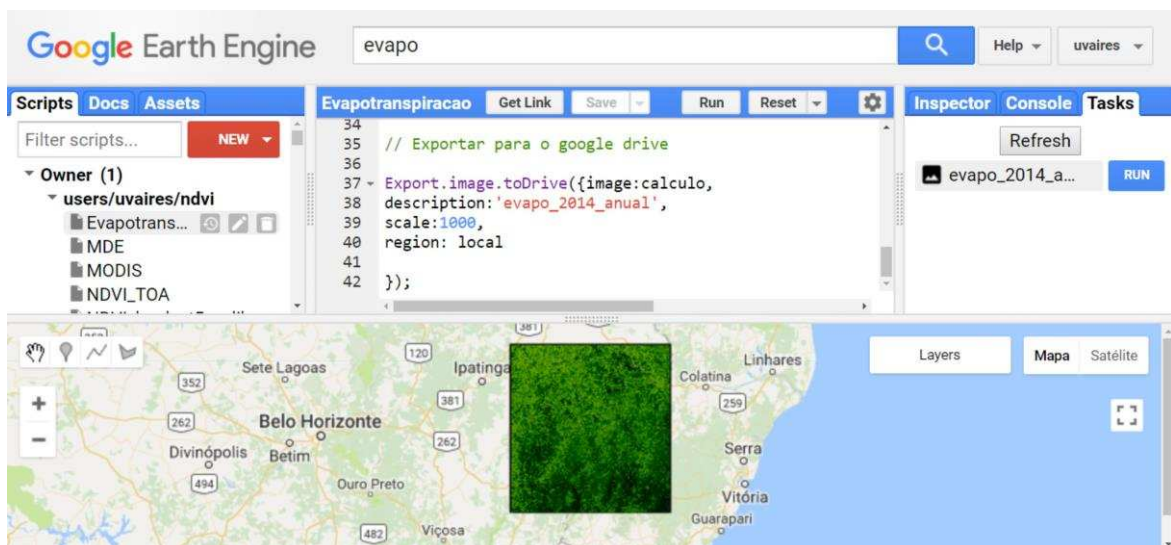 Google Earth Engine
evapo
Help
uvaires
Scripts Docs Assets
Filter scripts...
NEW
Owner (1)
users/uvaires/ndvi
Evapotrans...
MDE
MODIS
NDVI_TOA
Evapotranspiracao Get Link Save Run Reset
34
35 // Exportar para o google drive
36
37 Export.image.toDrive({image:calculo,
38 description:'evapo_2014_anual',
39 scale:1000,
40 region: local
41
42 });
Inspector Console Tasks
Refresh
evapo_2014_a... RUN
381
120
Sete Lagoas
Ipatinga
Linhares
352
Colatina
381
259
262
Belo Horizonte
262
Divinópolis
Betim
Serra
494
Ouro Preto
Vitória
Guarapari
482
Viçosa
Layers
Mapa Satélite
+
−